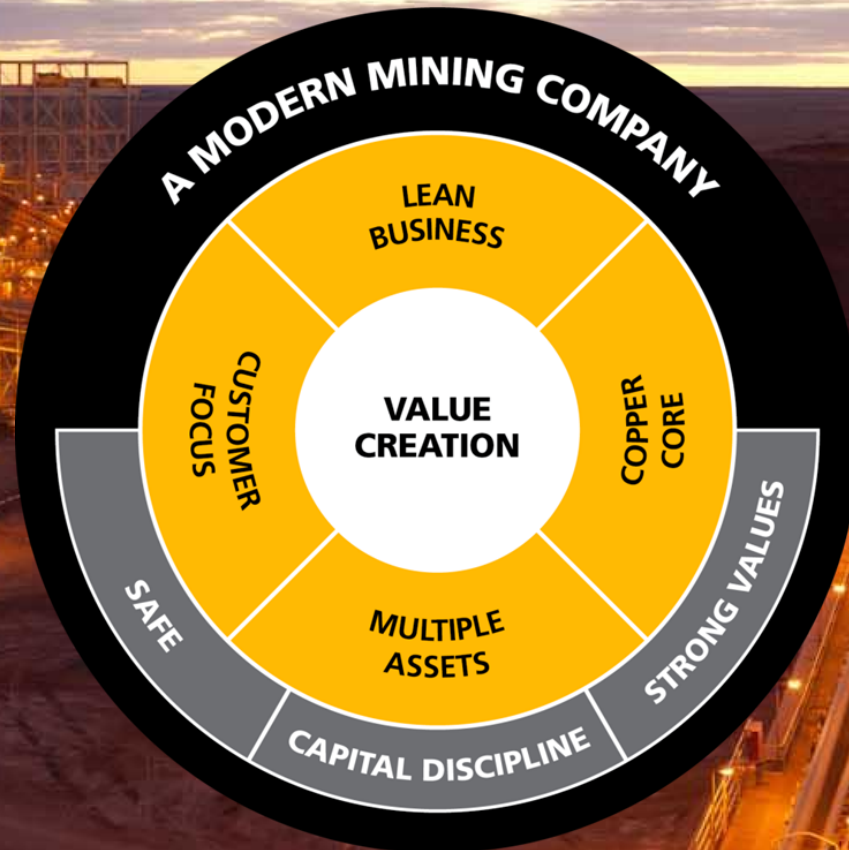 A MODERN MINING COMPANY
LEAN
BUSINESS
CUSTOMER
FOCUS
VALUE
CREATION
COPPER
CORE
MULTIPLE
ASSETS
SAFE
CAPITAL DISCIPLINE
STRONG VALUES